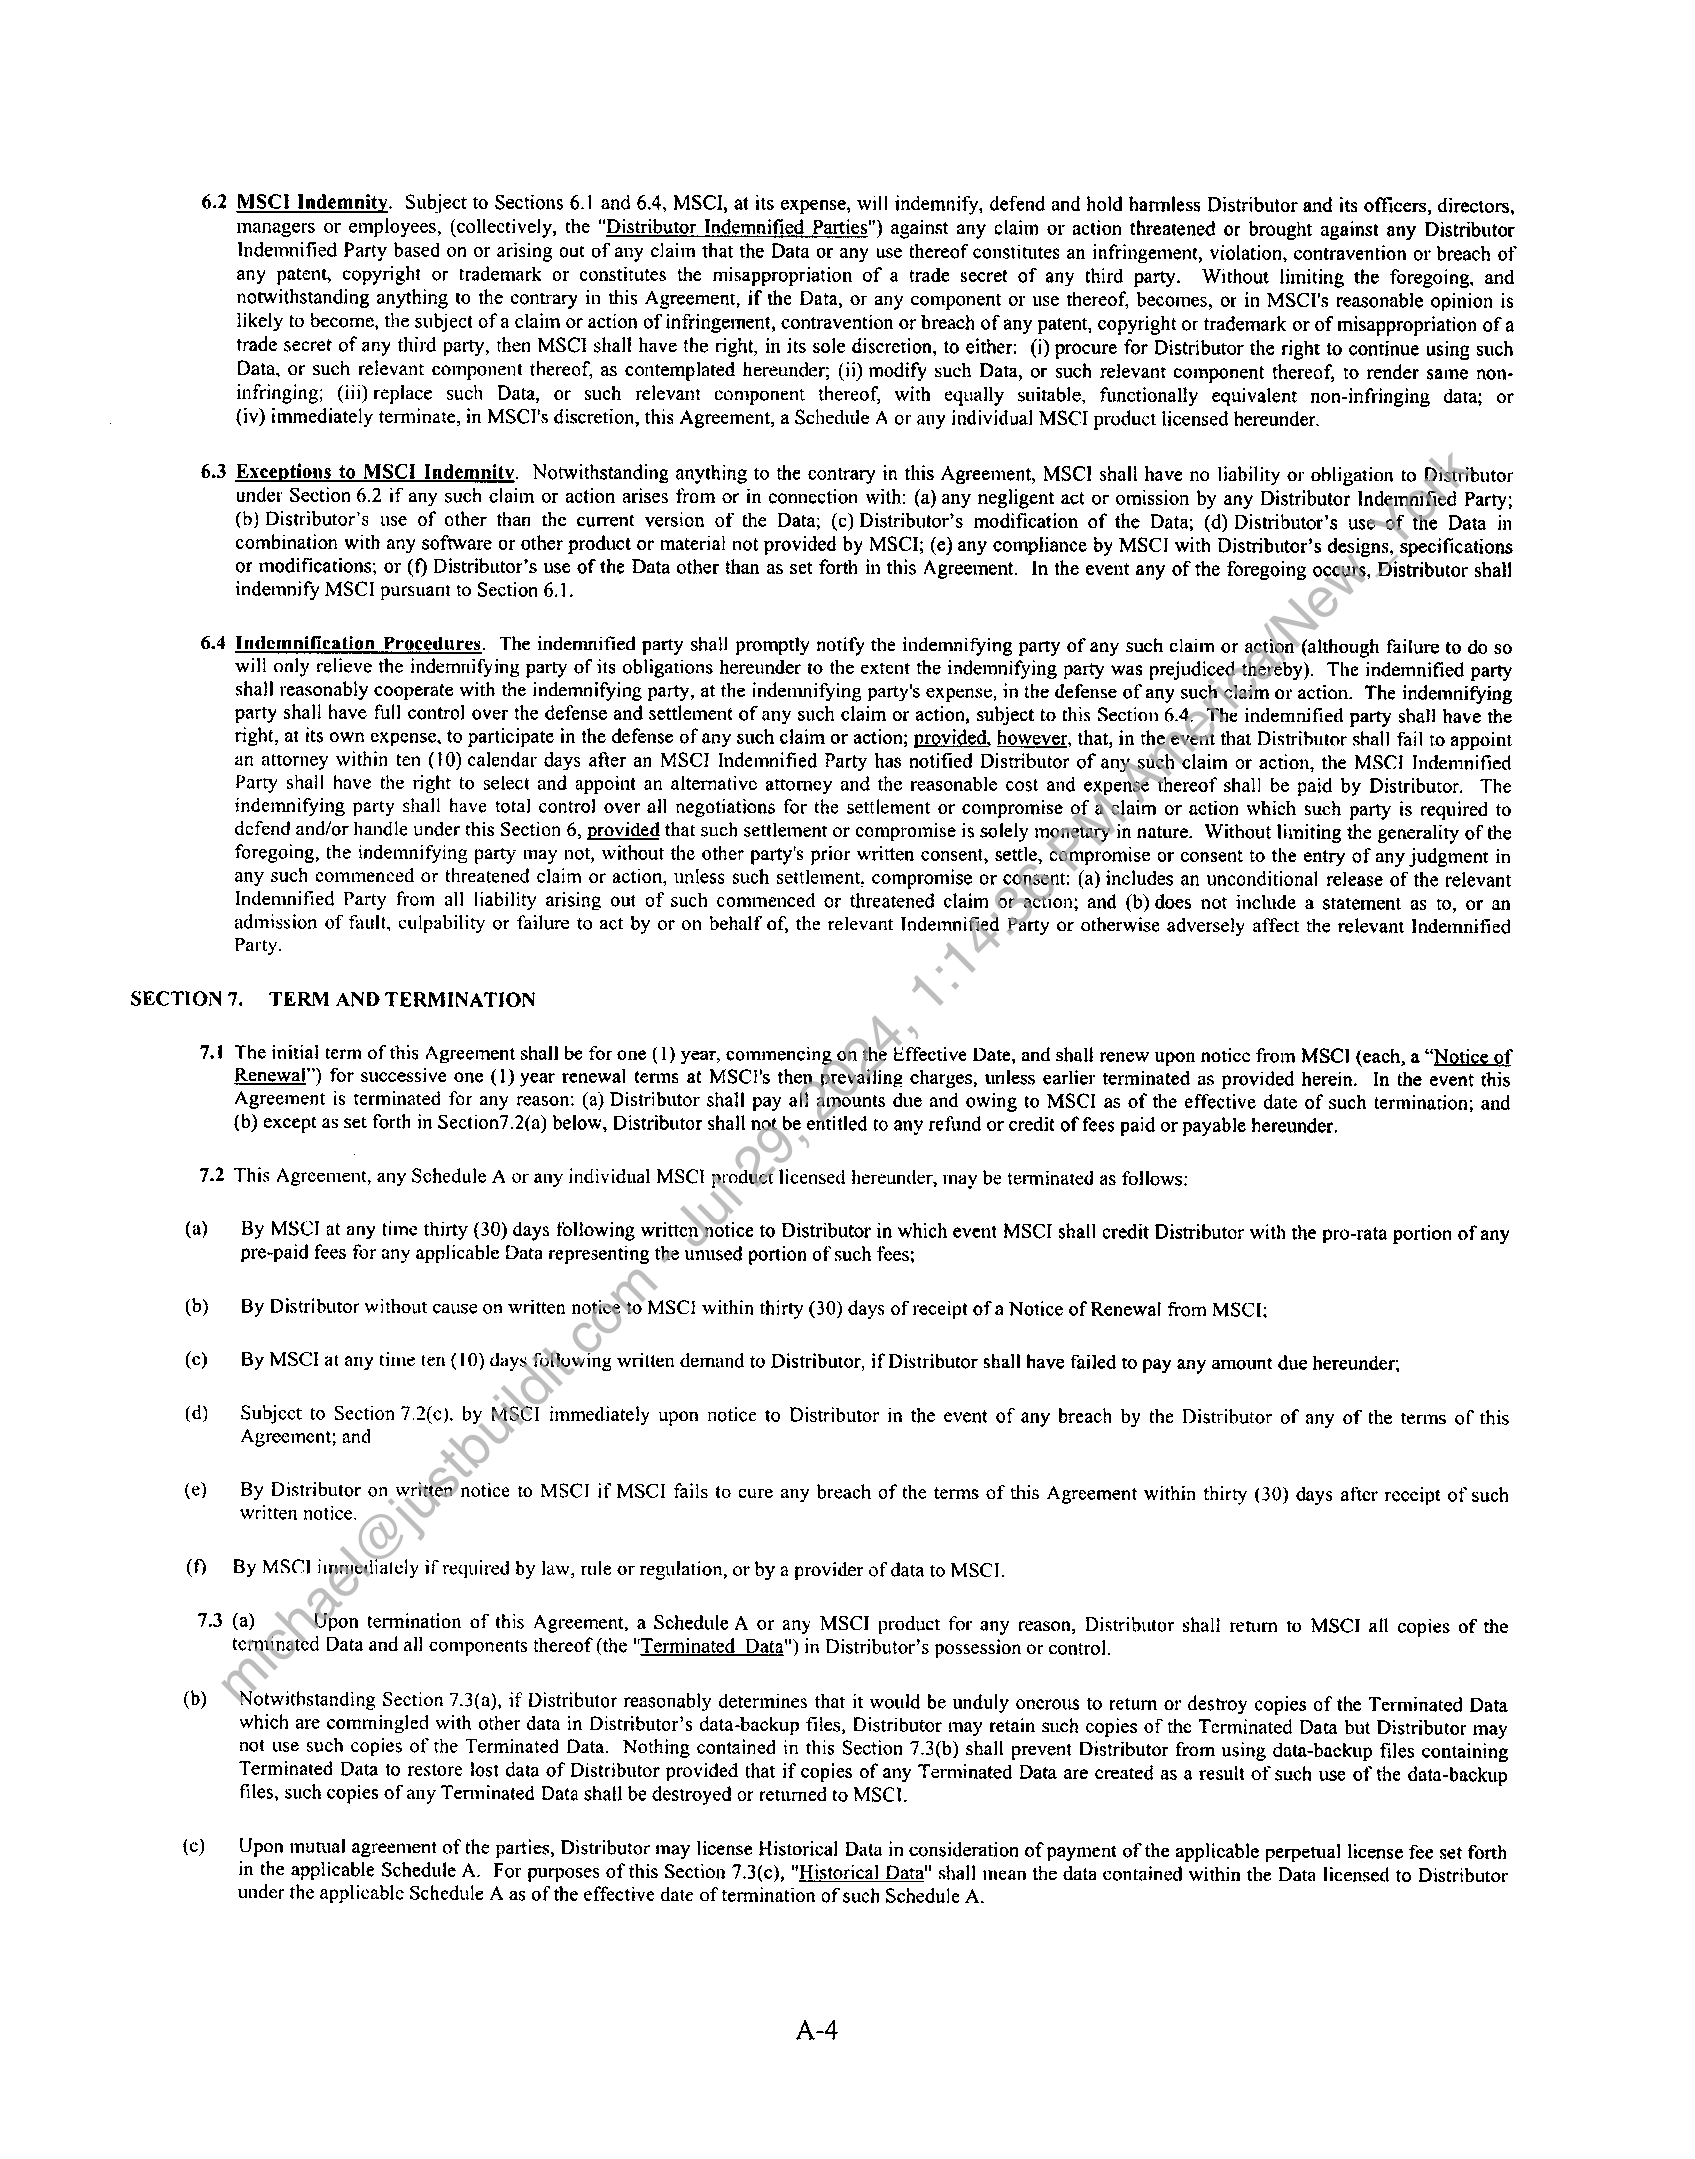 6.2 MSCI Indemnity. Subject to Sections 6.1 and 6.4, MSCI, at its expense, will indemnify, defend and hold harmless Distributor and its officers, directors,
managers or employees, (collectively, the "Distributor Indemnified Parties") against any claim or action threatened or brought against any Distributor
Indemnified Party based on or arising out of any claim that the Data or any use thereof constitutes an infringement, violation, contravention or breach of
any patent, copyright or trademark or constitutes the misappropriation of a trade secret of any third party. Without limiting the foregoing, and
notwithstanding anything to the contrary in this Agreement, if the Data, or any component or use thereof, becomes, or in MSCI's reasonable opinion is
likely to become, the subject of a claim or action of infringement, contravention or breach of any patent, copyright or trademark or of misappropriation of a
trade secret of any third party, then MSCI shall have the right, in its sole discretion, to either: (i) procure for Distributor the right to continue using such
Data, or such relevant component thereof, as contemplated hereunder; (ii) modify such Data, or such relevant component thereof, to render same non-
infringing; (iii) replace such Data, or such relevant component thereof, with equally suitable, functionally equivalent non-infringing data; or
(iv) immediately terminate, in MSCI's discretion, this Agreement, a Schedule A or any individual MSCI product licensed hereunder.
6.3 Exceptions to MSCI Indemnity. Notwithstanding anything to the contrary in this Agreement, MSCI shall have no liability or obligation to Distributor
under Section 6.2 if any such claim or action arises from or in connection with: (a) any negligent act or omission by any Distributor Indemnified Party;
(b) Distributor's use of other than the current version of the Data; (c) Distributor's modification of the Data; (d) Distributor's use of the Data in
combination with any software or other product or material not provided by MSCI; (e) any compliance by MSCI with Distributor's designs, specifications
or modifications; or (f) Distributor's use of the Data other than as set forth in this Agreement. In the event any of the foregoing occurs, Distributor shall
indemnify MSCI pursuant to Section 6.1.
6.4 Indemnification Procedures. The indemnified party shall promptly notify the indemnifying party of any such claim or action (although failure to do so
will only relieve the indemnifying party of its obligations hereunder to the extent the indemnifying party was prejudiced thereby). The indemnified party
shall reasonably cooperate with the indemnifying party, at the indemnifying party's expense, in the defense of any such claim or action. The indemnifying
party shall have full control over the defense and settlement of any such claim or action, subject to this Section 6.4. The indemnified party shall have the
right, at its own expense, to participate in the defense of any such claim or action; provided, however, that, in the event that Distributor shall fail to appoint
an attorney within ten (10) calendar days after an MSCI Indemnified Party has notified Distributor of any such claim or action, the MSCI Indemnified
Party shall have the right to select and appoint an alternative attorney and the reasonable cost and expense thereof shall be paid by Distributor. The
indemnifying party shall have total control over all negotiations for the settlement or compromise of a claim or action which such party is required to
defend and/or handle under this Section 6, provided that such settlement or compromise is solely monetary in nature. Without limiting the generality of the
foregoing, the indemnifying party may not, without the other party's prior written consent, settle, compromise or consent to the entry of any judgment in
any such commenced or threatened claim or action, unless such settlement, compromise or consent: (a) includes an unconditional release of the relevant
Indemnified Party from all liability arising out of such commenced or threatened claim or action; and (b) does not include a statement as to, or an
admission of fault, culpability or failure to act by or on behalf of, the relevant Indemnified Party or otherwise adversely affect the relevant Indemnified
Party.
SECTION 7. TERM AND TERMINATION
7.1 The initial term of this Agreement shall be for one (1) year, commencing on the Effective Date, and shall renew upon notice from MSCI (each, a “Notice of
Renewal”) for successive one (1) year renewal terms at MSCI's then prevailing charges, unless earlier terminated as provided herein. In the event this
Agreement is terminated for any reason: (a) Distributor shall pay all amounts due and owing to MSCI as of the effective date of such termination; and
(b) except as set forth in Section7.2(a) below, Distributor shall not be entitled to any refund or credit of fees paid or payable hereunder.
7.2 This Agreement, any Schedule A or any individual MSCI product licensed hereunder, may be terminated as follows:
(a) By MSCI at any time thirty (30) days following written notice to Distributor in which event MSCI shall credit Distributor with the pro-rata portion of any
pre-paid fees for any applicable Data representing the unused portion of such fees;
(b) By Distributor without cause on written notice to MSCI within thirty (30) days of receipt of a Notice of Renewal from MSCI;
(c) By MSCI at any time ten (10) days following written demand to Distributor, if Distributor shall have failed to pay any amount due hereunder;
(d) Subject to Section 7.2(c), by MSCI immediately upon notice to Distributor in the event of any breach by the Distributor of any of the terms of this
Agreement; and
(e) By Distributor on written notice to MSCI if MSCI fails to cure any breach of the terms of this Agreement within thirty (30) days after receipt of such
written notice.
(f) By MSCI immediately if required by law, rule or regulation, or by a provider of data to MSCI.
7.3 (a) Upon termination of this Agreement, a Schedule A or any MSCI product for any reason, Distributor shall return to MSCI all copies of the
terminated Data and all components thereof (the "Terminated Data") in Distributor's possession or control.
(b) Notwithstanding Section 7.3(a), if Distributor reasonably determines that it would be unduly onerous to return or destroy copies of the Terminated Data
which are commingled with other data in Distributor's data-backup files, Distributor may retain such copies of the Terminated Data but Distributor may
not use such copies of the Terminated Data. Nothing contained in this Section 7.3(b) shall prevent Distributor from using data-backup files containing
Terminated Data to restore lost data of Distributor provided that if copies of any Terminated Data are created as a result of such use of the data-backup
files, such copies of any Terminated Data shall be destroyed or returned to MSCI.
(c) Upon mutual agreement of the parties, Distributor may license Historical Data in consideration of payment of the applicable perpetual license fee set forth
in the applicable Schedule A. For purposes of this Section 7.3(c), "Historical Data" shall mean the data contained within the Data licensed to Distributor
under the applicable Schedule A as of the effective date of termination of such Schedule A.
A-4
michael@justbuildit.com - Jul 29, 2024, 1:14:36 PM America/New_York